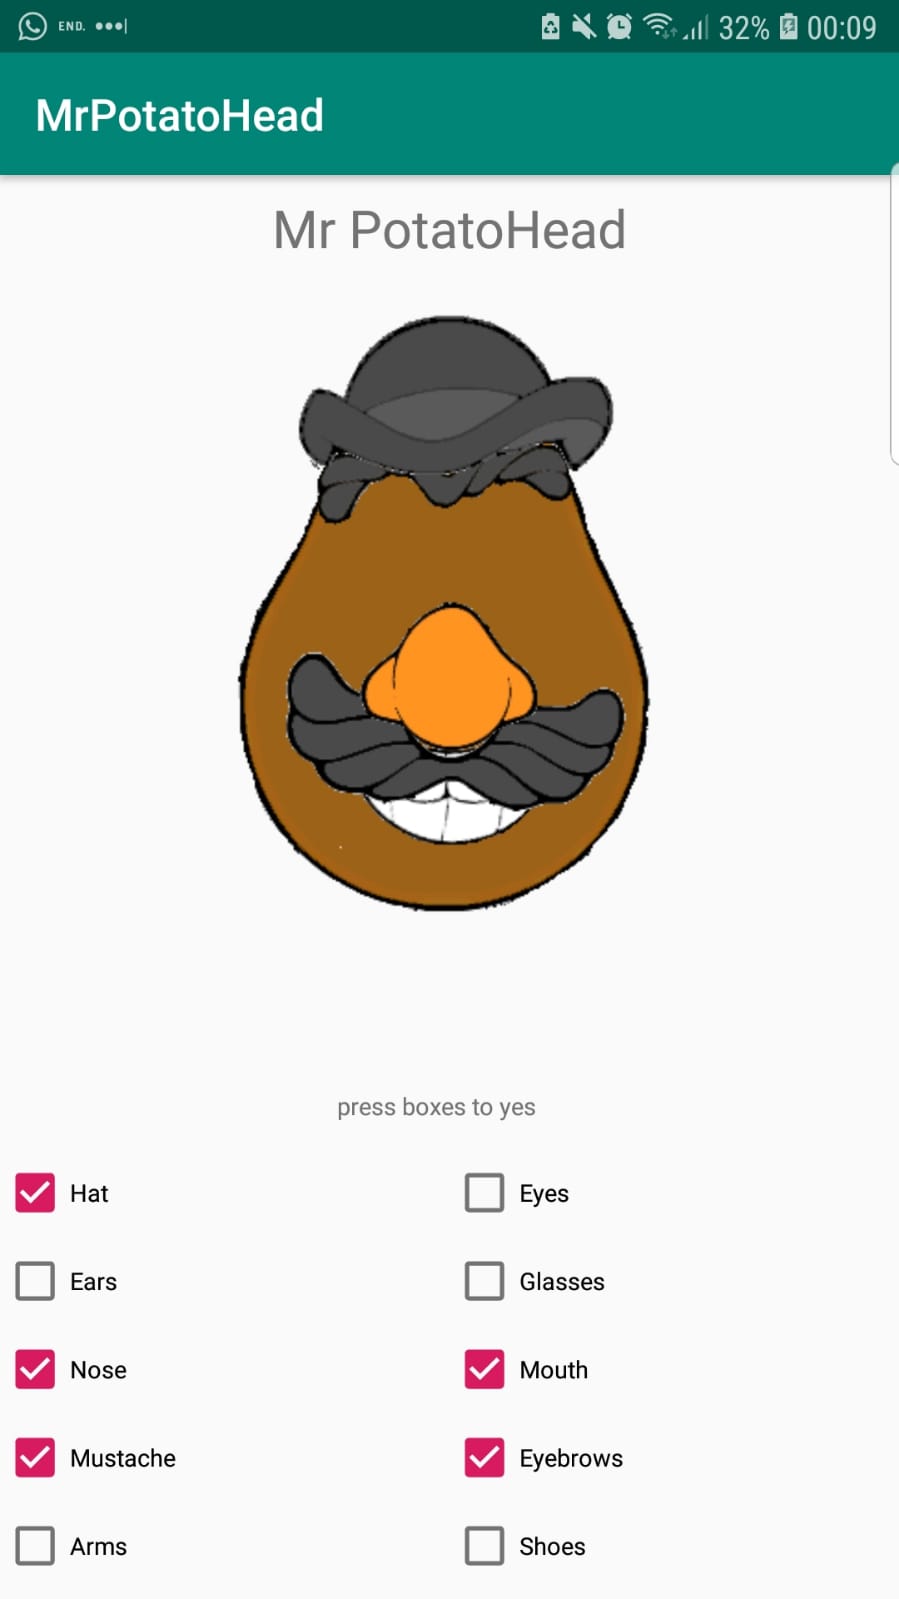 END.
32%
00:09
MrPotatoHead
Mr PotatoHead
press boxes to yes
Hat
Eyes
Ears
Glasses
Nose
Mouth
Mustache
Eyebrows
Arms
Shoes